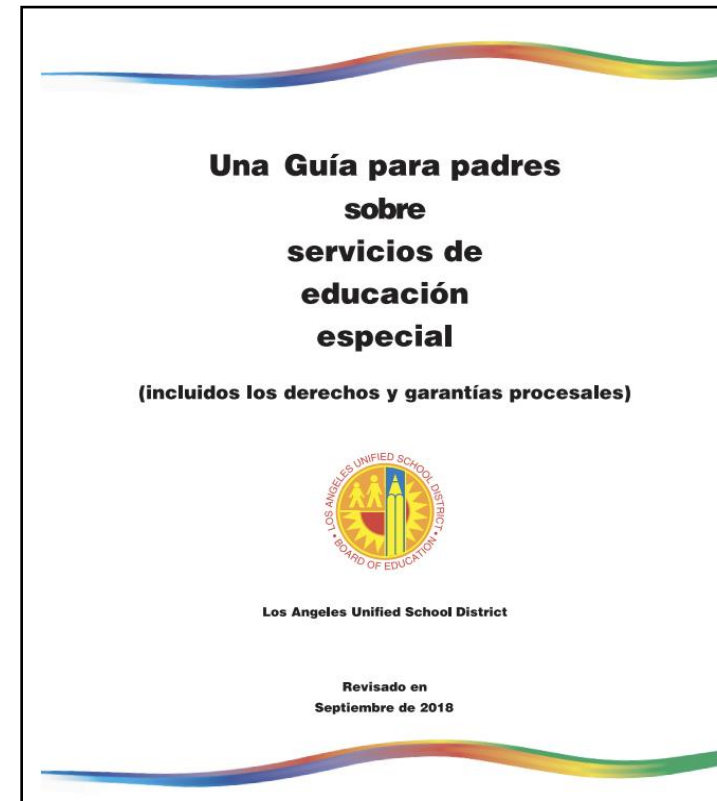 Una Guía para padres
sobre
servicios de
educación
especial
(incluidos los derechos y garantías procesales)
LOS ANGELES UNIFIED SCHOOL DISTRICT
• BOARD OF EDUCATION •
Los Angeles Unified School District
Revisado en
Septiembre de 2018